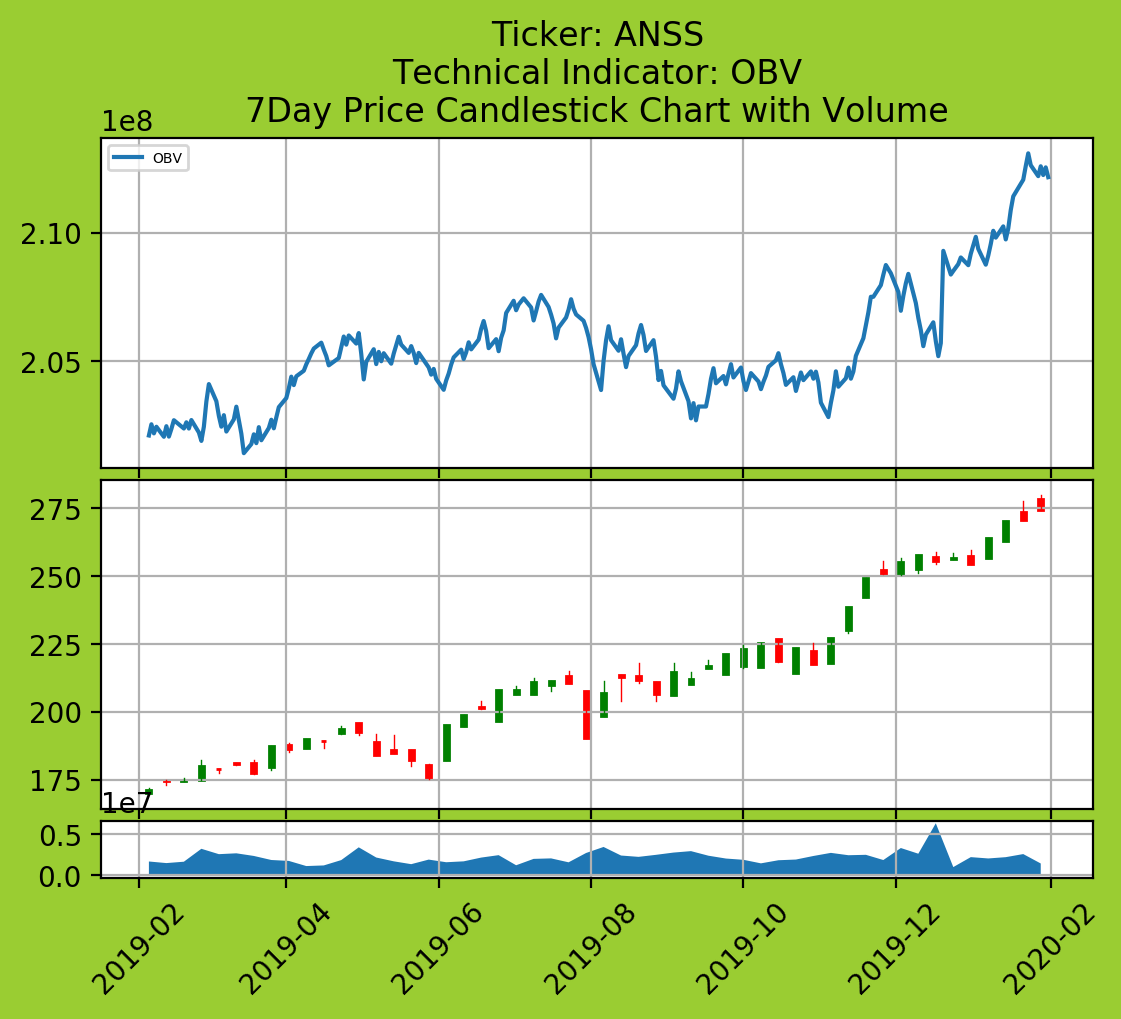 Ticker: ANSS
Technical Indicator: OBV
7Day Price Candlestick Chart with Volume
1e8
OBV
2.10
2.05
275
250
225
200
175
1e7
0.5
0.0
2019-02
2019-04
2019-06
2019-08
2019-10
2019-12
2020-02